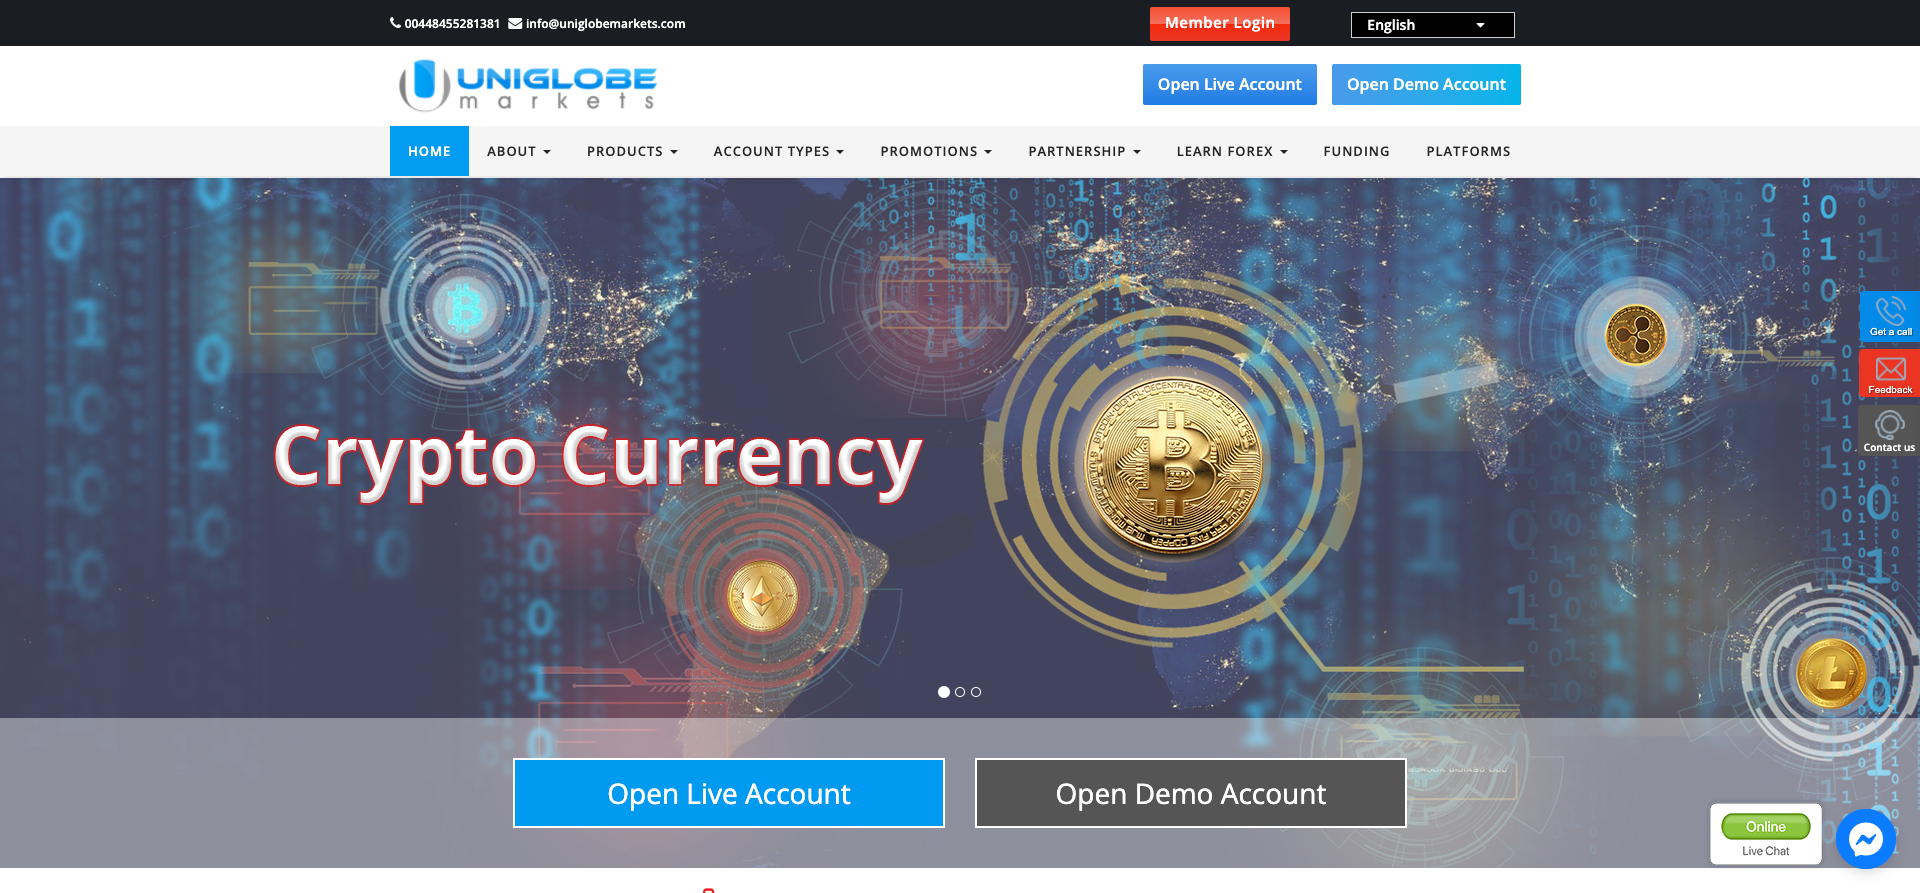 00448455281381 info@uniglobemarkets.com
Member Login
English
UNIGLOBE
markets
Open Live Account
Open Demo Account
HOME ABOUT PRODUCTS ACCOUNT TYPES PROMOTIONS PARTNERSHIP LEARN FOREX FUNDING PLATFORMS
Get a call
Feedback
Contact us
Crypto Currency
Open Live Account
Open Demo Account
Online
Live Chat